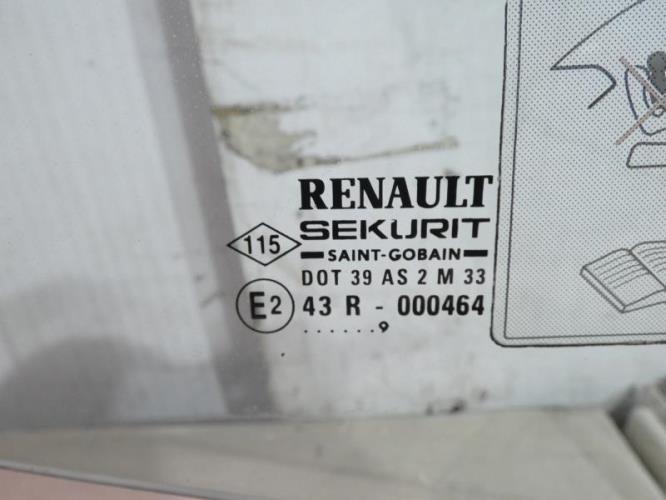 RENAULT
115 SEKURIT
SAINT-GOBAIN
DOT 39 AS 2 M 33
E2 43 R - 000464
......9